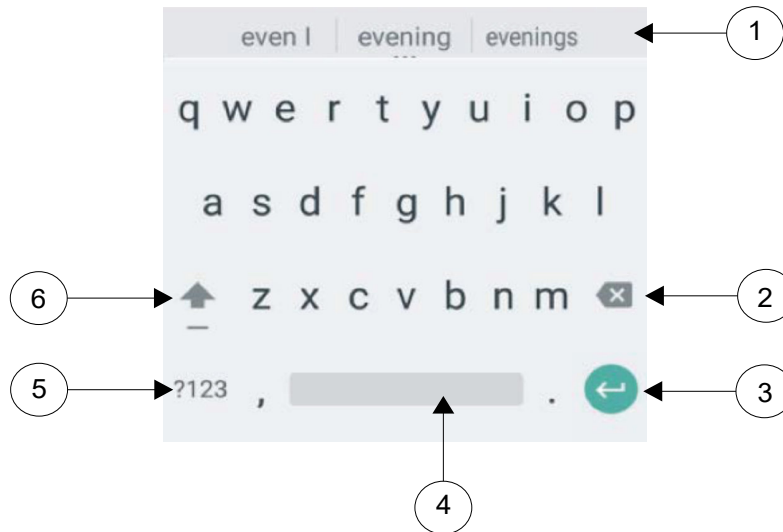 even I evening evenings 1
q w e r t y u i o p
a s d f g h j k l
6 z x c v b n m 2
5 ?123 , . 3
4